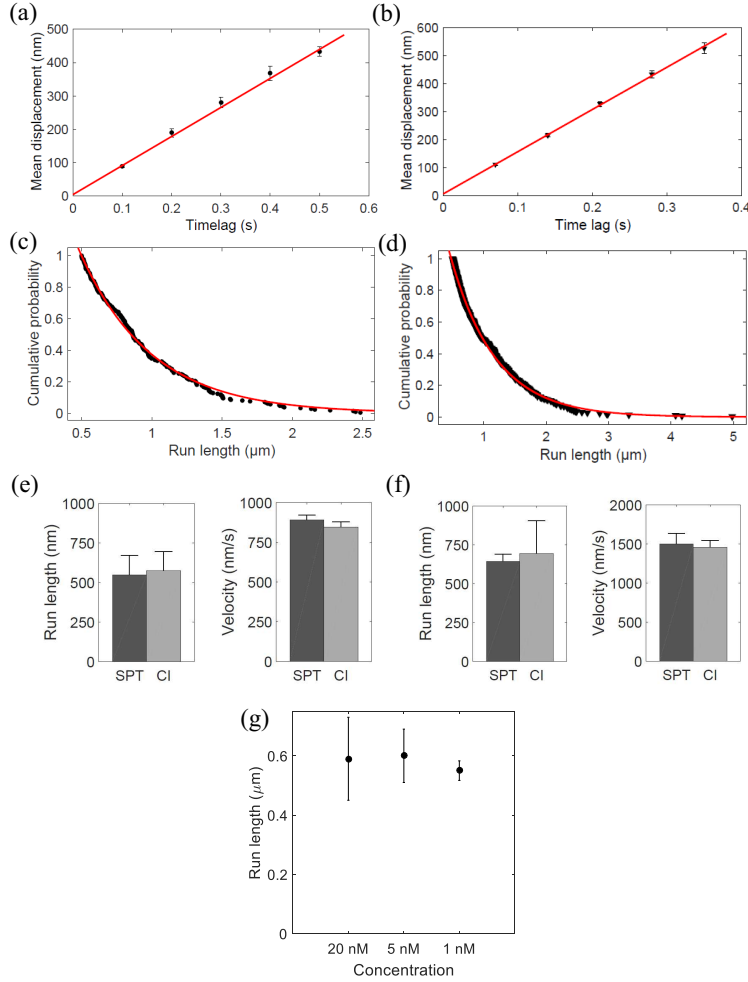 (a)
Mean displacement (nm)
500
400
300
200
100
0
0 0.1 0.2 0.3 0.4 0.5 0.6
Timelag (s)
(b)
Mean displacement (nm)
600
500
400
300
200
100
0
0 0.1 0.2 0.3 0.4
Time lag (s)
(c)
Cumulative probability
1
0.8
0.6
0.4
0.2
0
0.5 1 1.5 2 2.5
Run length (μm)
(d)
Cumulative probability
1
0.8
0.6
0.4
0.2
0
1 2 3 4 5
Run length (μm)
(e)
Run length (nm)
1000
750
500
250
0
SPT CI
Velocity (nm/s)
1000
750
500
250
0
SPT CI
(f)
Run length (nm)
1000
750
500
250
0
SPT CI
Velocity (nm/s)
2000
1500
1000
500
0
SPT CI
(g)
Run length (μm)
0.6
0.4
0.2
0
20 nM 5 nM 1 nM
Concentration